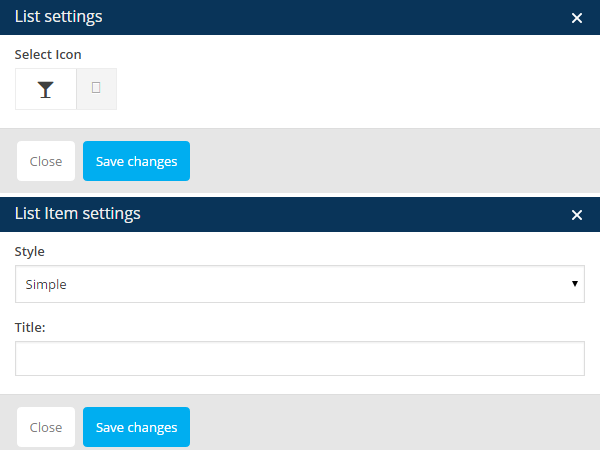 List settings
Select Icon
Close
Save changes
List Item settings
Style
Simple
Title:
Close
Save changes